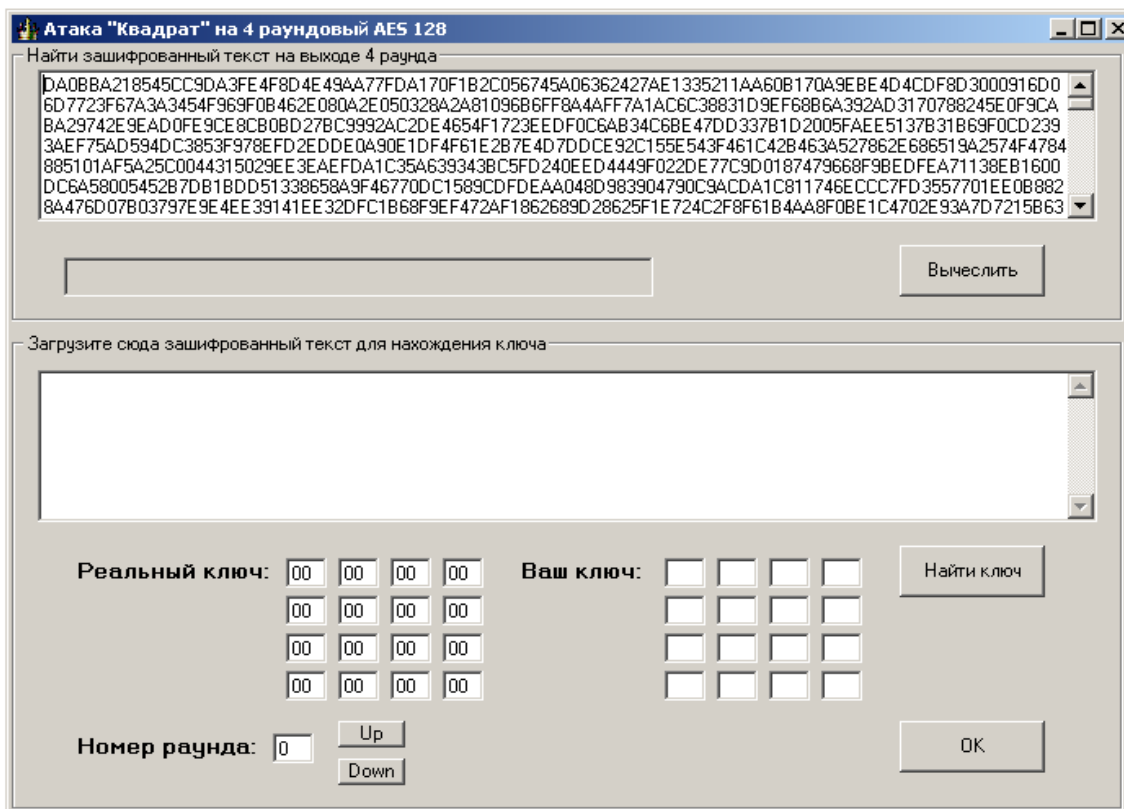 Атака "Квадрат" на 4 раундовый AES 128
Найти зашифрованный текст на выходе 4 раунда
DA0BBA218545CC9DA3FE4F8D4E49AA77FDA170F1B2C056745A06362427AE1335211AA60B170A9EBE4D4CDF8D3000916D0
6D7723F67A3A3454F969F0B462E080A2E050328A2A81096B6FF8A4AFF7A1AC6C38831D9EF68B6A392AD3170788245E0F9CA
BA29742E9EAD0FE9CE8CB0BD27BC9992AC2DE4654F1723EEDF0C6AB34C6BE47DD337B1D2005FAEE5137B31B69F0CD239
3AEF75AD594DC3853F978EFD2EDDE0A90E1DF4F61E2B7E4D7DDCE92C155E543F461C42B463A527862E686519A2574F4784
885101AF5A25C0044315029EE3EAEFDA1C35A639343BC5FD240EED4449F022DE77C9D0187479668F9BEDFEA71138EB1600
DC6A58005452B7DB1BDD51338658A9F46770DC1589CDFDEAA048D983904790C9ACDA1C811746ECCC7FD3557701EE0B882
8A476D07B03797E9E4EE39141EE32DFC1B68F9EF472AF1862689D28625F1E724C2F8F61B4AA8F0BE1C4702E93A7D7215B63
Вычеслить
Загрузите сюда зашифрованный текст для нахождения ключа
Реальный ключ: 00 00 00 00 Ваш ключ: Найти ключ
00 00 00 00
00 00 00 00
00 00 00 00
Номер раунда: 0 Up OK
Down